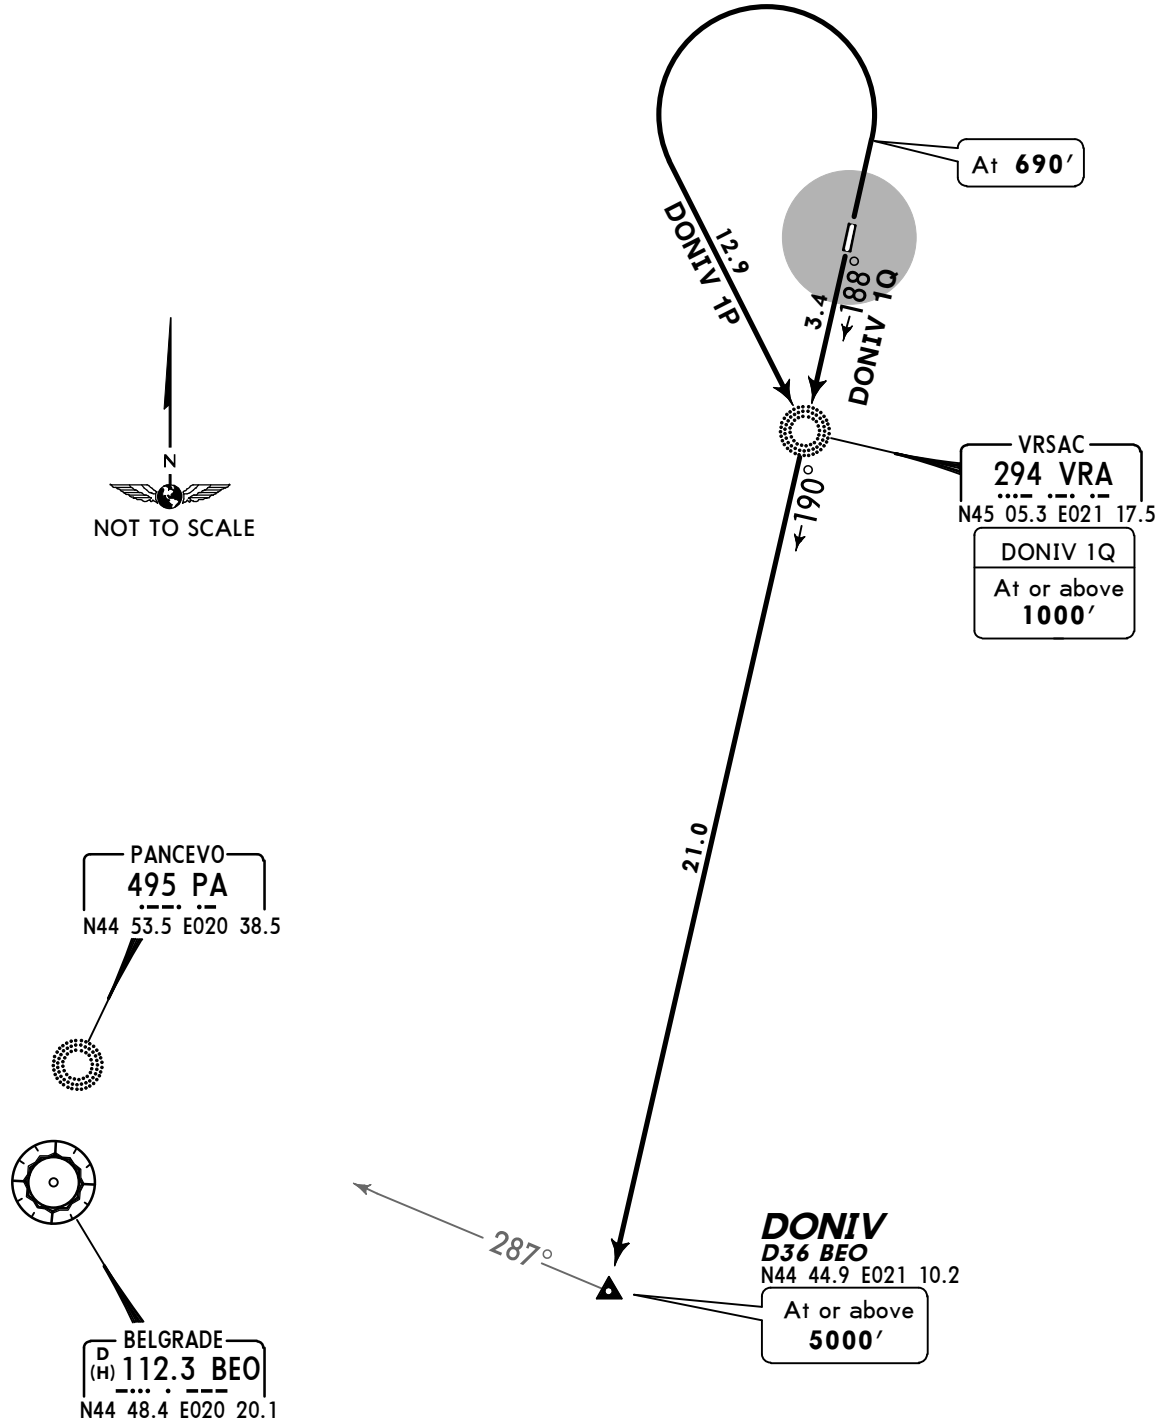 At 690′
12.9
DONIV 1P
3.4
←188°
DONIV 1Q
N
NOT TO SCALE
VRSAC
294 VRA
N45 05.3 E021 17.5
DONIV 1Q
At or above
1000′
←190°
21.0
PANCEVO
495 PA
N44 53.5 E020 38.5
287°
DONIV
D36 BEO
N44 44.9 E021 10.2
At or above
5000′
BELGRADE
D
(H) 112.3 BEO
N44 48.4 E020 20.1